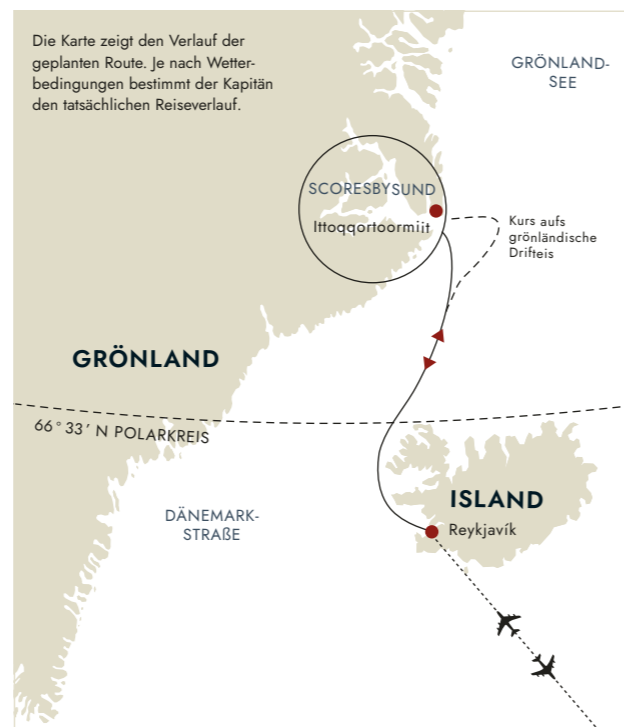 Die Karte zeigt den Verlauf der
geplanten Route. Je nach Wetter-
bedingungen bestimmt der Kapitän
den tatsächlichen Reiseverlauf.
GRÖNLAND-
SEE
SCORESBYSUND
Ittoqqortoormiit
Kurs aufs
grönländische
Drifteis
GRÖNLAND
66° 33’ N POLARKREIS
DÄNEMARK-
STRAßE
ISLAND
Reykjavík